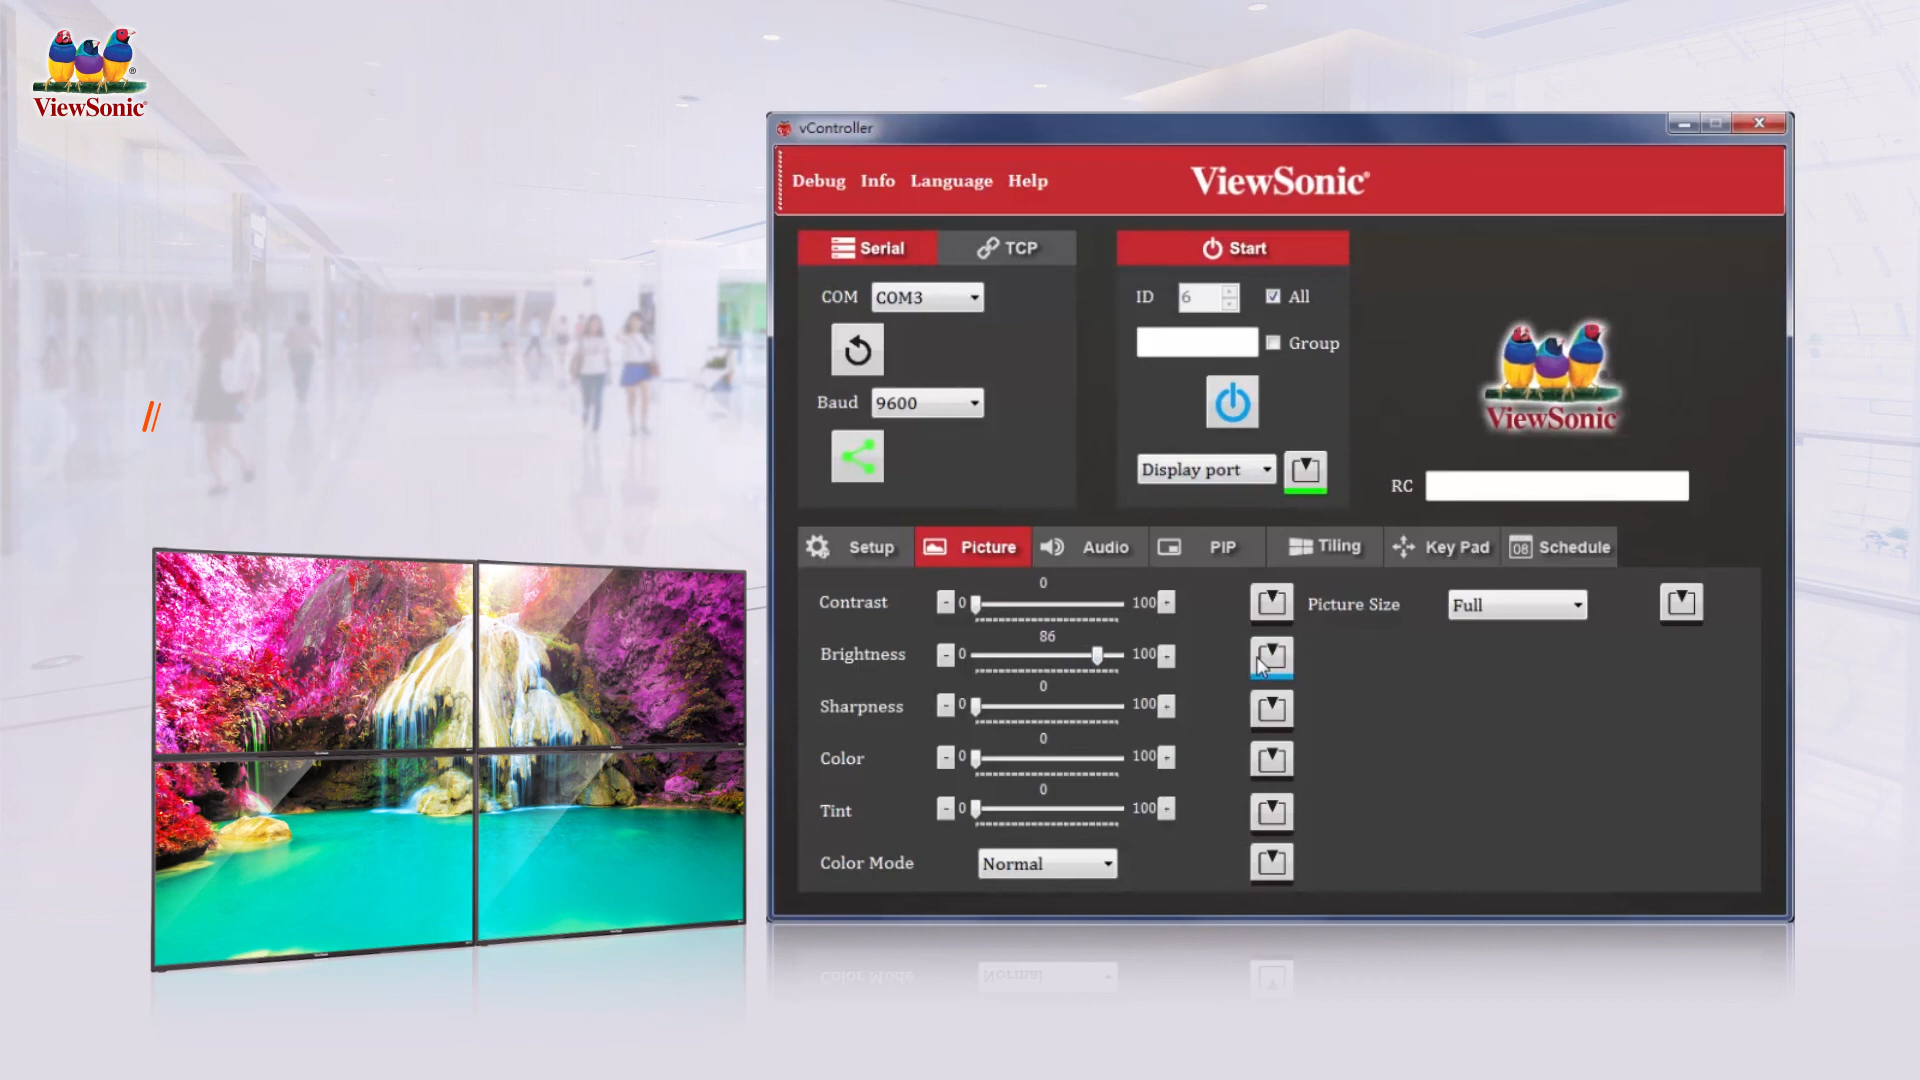 ViewSonic®
vController
Debug Info Language Help
ViewSonic®
Serial
TCP
Start
COM
COM3
ID
6
All
Group
Baud
9600
Display port
ViewSonic
RC
Setup
Picture
Audio
PIP
Tiling
Key Pad
08
Schedule
Contrast
0
- 0
100
Picture Size
Full
Brightness
86
- 0
100
Sharpness
0
- 0
100
Color
0
- 0
100
Tint
0
- 0
100
Color Mode
Normal